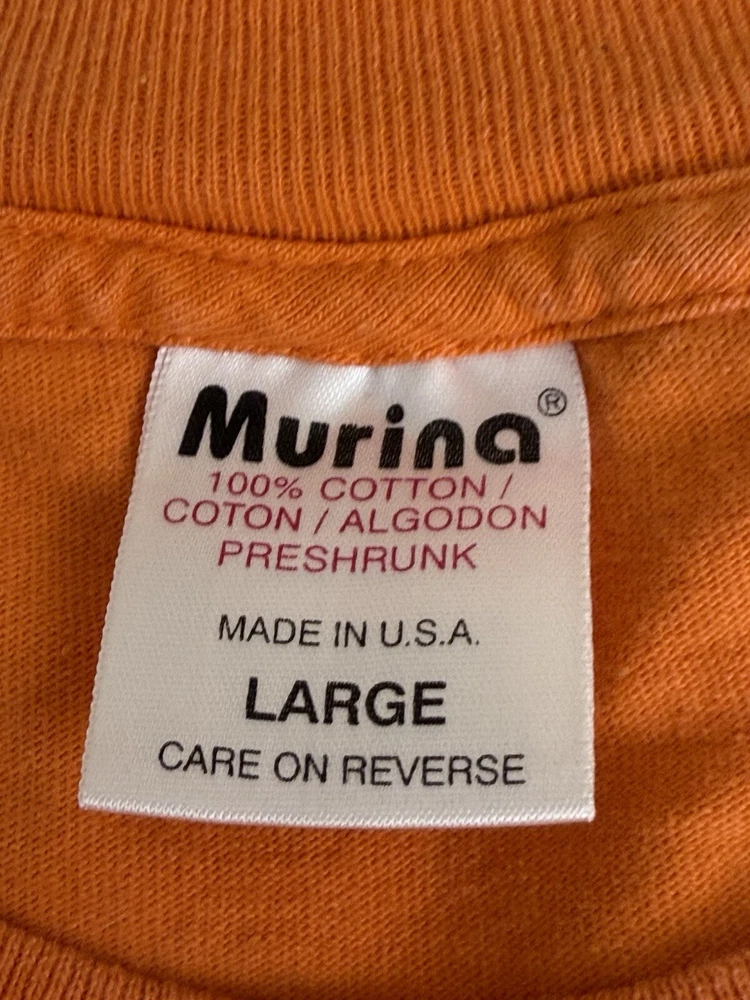 Murina®
100% COTTON /
COTON / ALGODON
PRESHRUNK
MADE IN U.S.A.
LARGE
CARE ON REVERSE